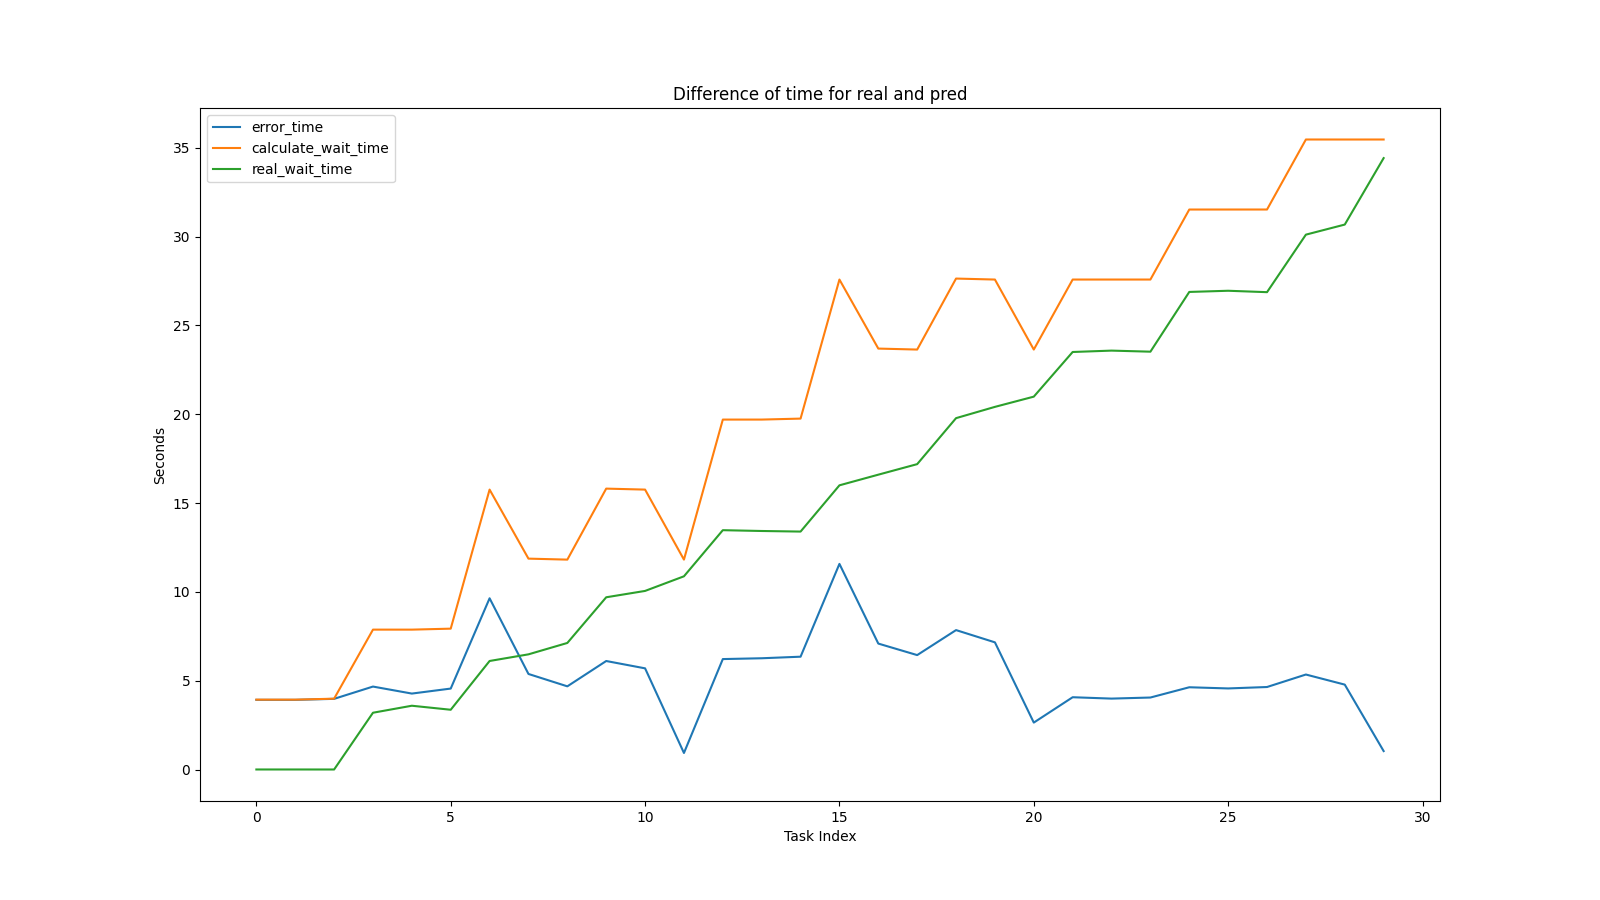 Difference of time for real and pred
error_time
calculate_wait_time
real_wait_time
35
30
25
20
15
10
5
0
Seconds
0 5 10 15 20 25 30
Task Index